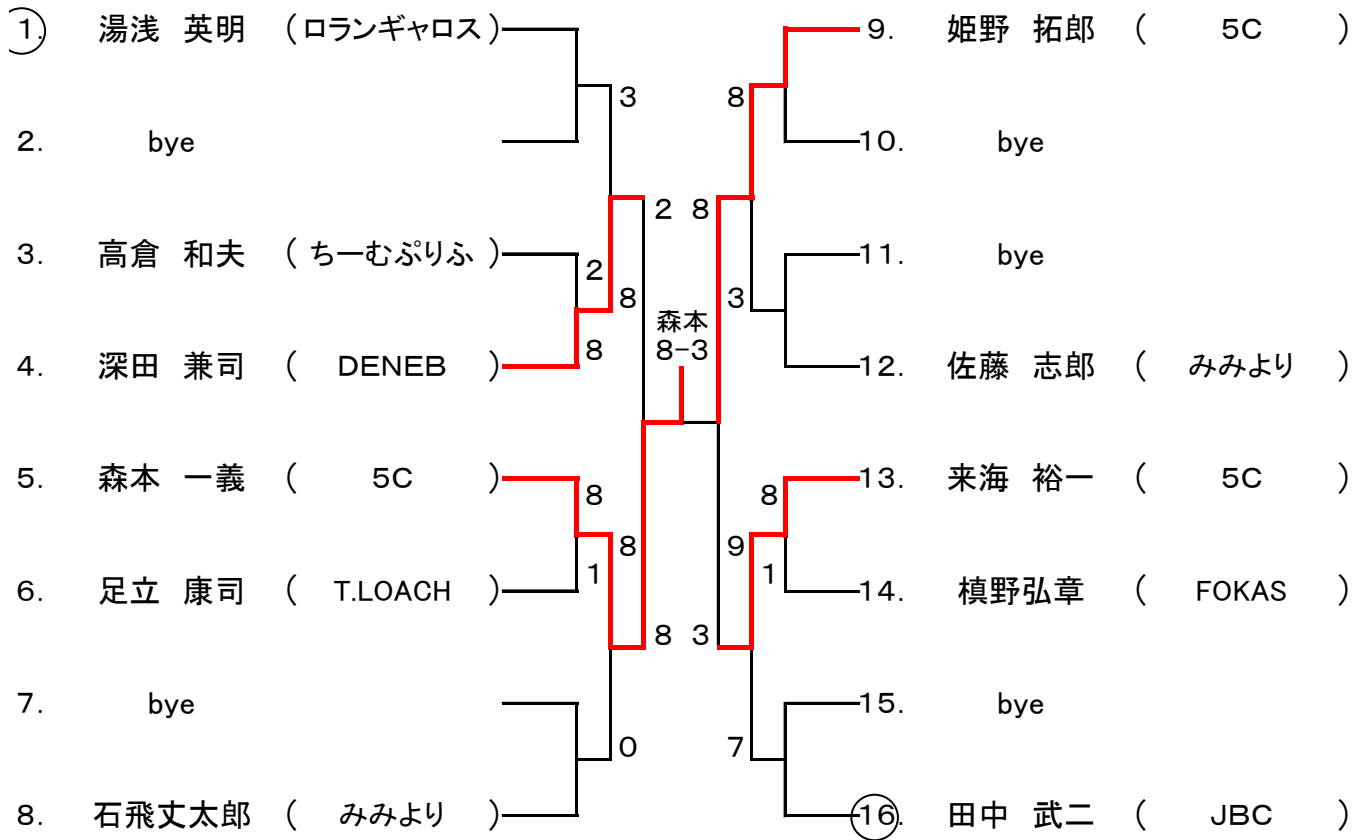 1. 湯浅 英明 (ロランギャロス)
3
2. bye
2
3. 高倉 和夫 (ちーむぷりふ)
2
8
8
4. 深田 兼司 ( DENEB )
森本
8-3
5. 森本 一義 ( 5C )
8
8
1
6. 足立 康司 ( T.LOACH )
8
7. bye
0
8. 石飛丈太郎 ( みみより )
9. 姫野 拓郎 ( 5C )
8
10. bye
8
11. bye
3
12. 佐藤 志郎 ( みみより )
13. 来海 裕一 ( 5C )
8
9
1
14. 槙野弘章 ( FOKAS )
3
15. bye
7
16. 田中 武二 ( JBC )